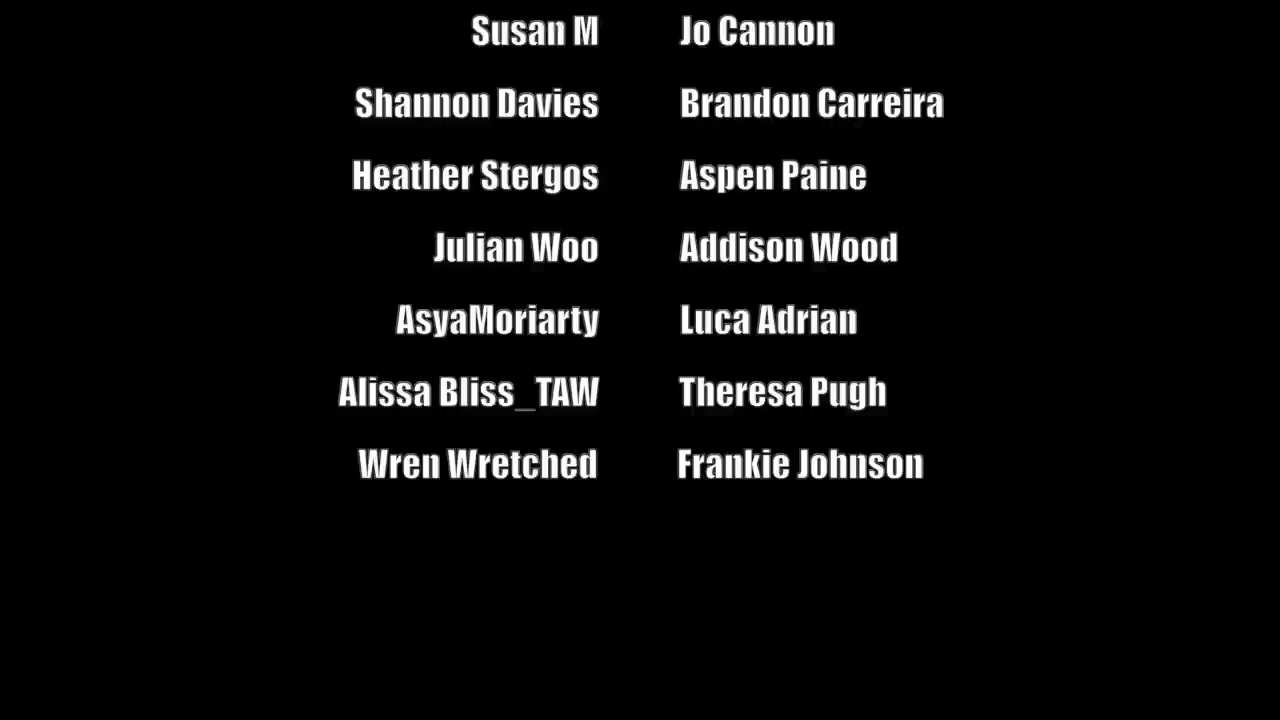 Susan M Jo Cannon
Shannon Davies Brandon Carreira
Heather Stergos Aspen Paine
Julian Woo Addison Wood
AsyaMoriarty Luca Adrian
Alissa Bliss_TAW Theresa Pugh
Wren Wretched Frankie Johnson